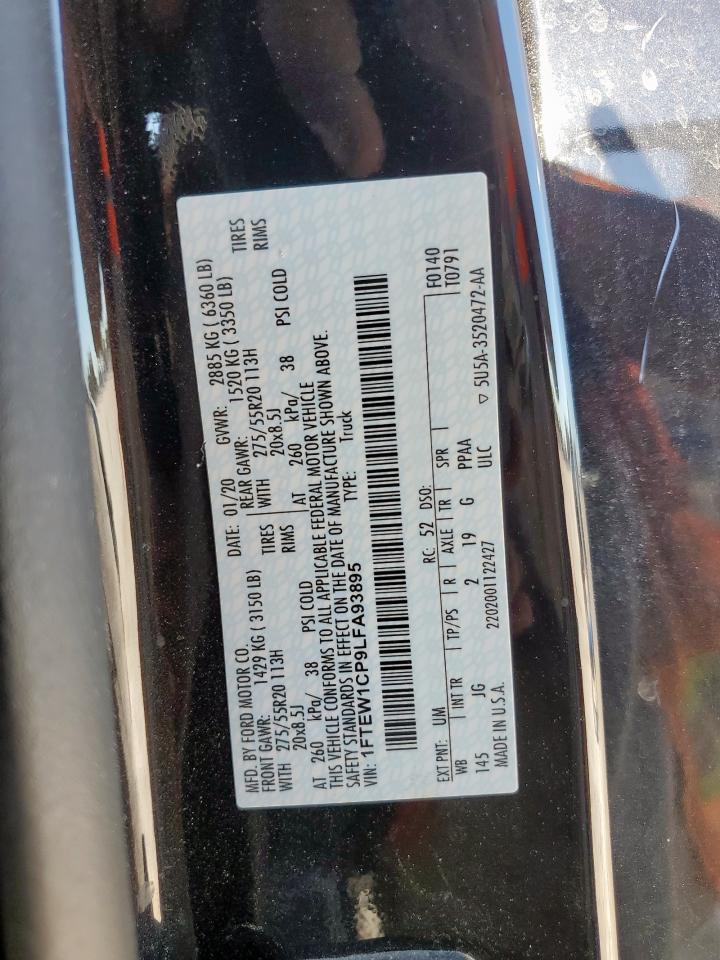 MFD. BY FORD MOTOR CO.
DATE: 01/20 GVWR: 2885 KG ( 6360 LB)
FRONT GAWR: 1429 KG ( 3150 LB) REAR GAWR: 1520 KG ( 3350 LB)
WITH 275/55R20 113H TIRES WITH 275/55R20 113H TIRES
20x8.5J RIMS 20x8.5J RIMS
AT 260 kPa/ 38 PSI COLD AT 260 kPa/ 38 PSI COLD
THIS VEHICLE CONFORMS TO ALL APPLICABLE FEDERAL MOTOR VEHICLE
SAFETY STANDARDS IN EFFECT ON THE DATE OF MANUFACTURE SHOWN ABOVE.
VIN: 1FTEW1CP9LFA93895 TYPE: Truck
F0140
T0791
EXT PNT: UM RC: 52 DSO:
WB INT TR TP/PS R AXLE TR SPR
145 JG 2 19 G PPAA
MADE IN U.S.A. 2202001122427 ULC ▽ 5U5A-3520472-AA